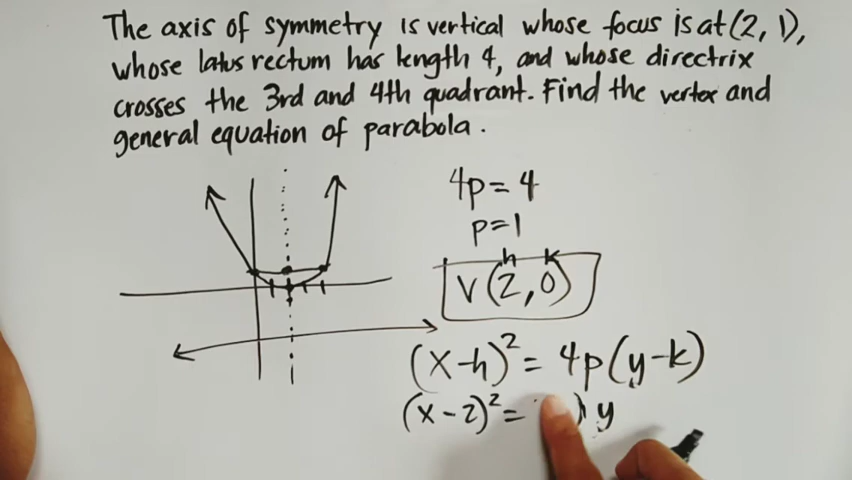 The axis of symmetry is vertical whose focus is at (2, 1),
whose latus rectum has length 4, and whose directrix
crosses the 3rd and 4th quadrant. Find the vertex and
general equation of parabola.
4p = 4
p = 1
h k
V(2, 0)
(x-h)² = 4p(y-k)
(x-2)² = ) y